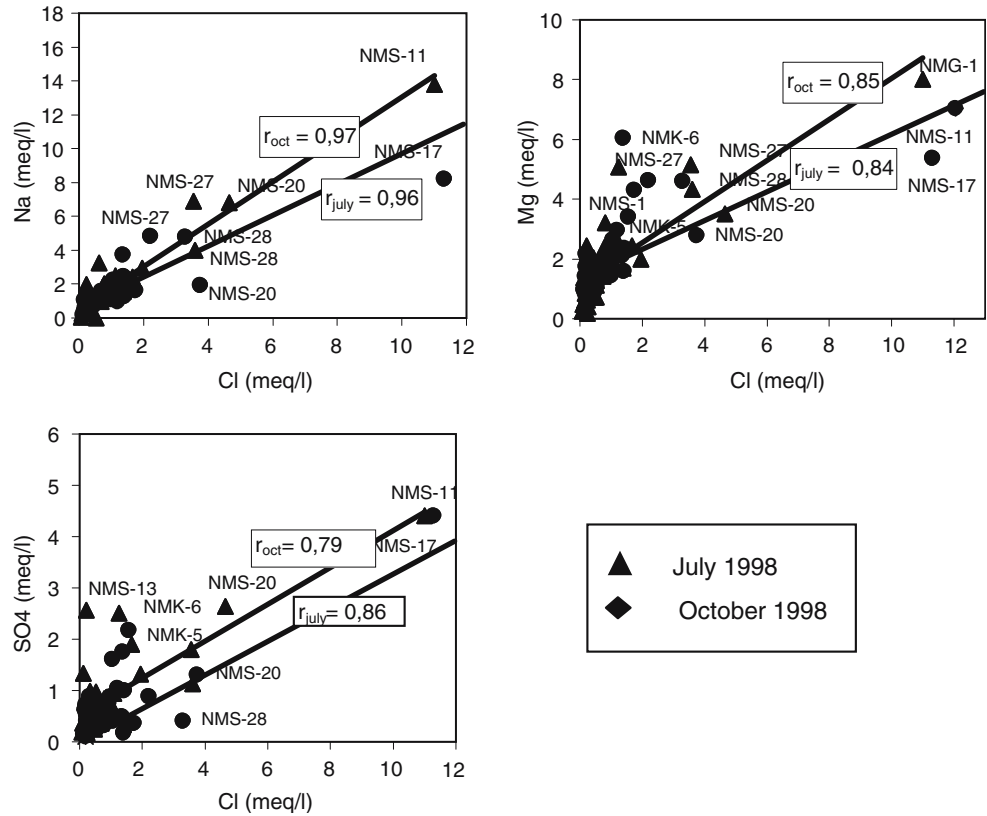 18
16
14
12
10
8
6
4
2
0
Na (meq/l)
NMS-11
r_oct = 0,97
NMS-17
NMS-27
NMS-20
r_july = 0,96
NMS-27
NMS-28
NMS-28
NMS-20
0 2 4 6 8 10 12
Cl (meq/l)
10
8
6
4
2
0
Mg (meq/l)
NMG-1
r_oct = 0,85
NMK-6
NMS-11
NMS-27
NMS-27
r_july = 0,84
NMS-28
NMS-17
NMS-1
NMS-20
NMK-5
NMS-20
0 2 4 6 8 10 12
Cl (meq/l)
6
5
4
3
2
1
0
SO4 (meq/l)
NMS-11
r_oct= 0,79
NMS-17
NMS-13
NMS-20
NMK-6
r_july= 0,86
NMK-5
NMS-20
NMS-28
0 2 4 6 8 10 12
Cl (meq/l)
July 1998
October 1998